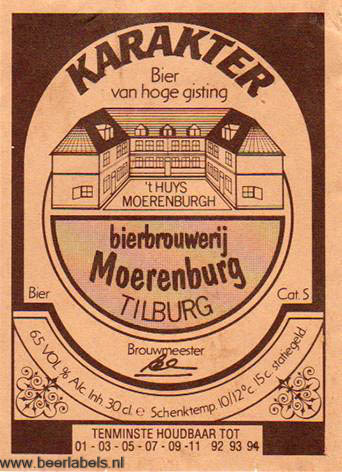 KARAKTER
Bier
van hoge gisting
't HUYS
MOERENBURGH
bierbrouwerij
Moerenburg
TILBURG
Bier
Cat. S
Brouwmeester
6.5 VOL % Alc. Inh. 30 cl. e Schenktemp. 10/12°c. 15 c. statiegeld
TENMINSTE HOUDBAAR TOT
01 - 03 - 05 - 07 - 09 - 11 92 93 94
www.beerlabels.nl